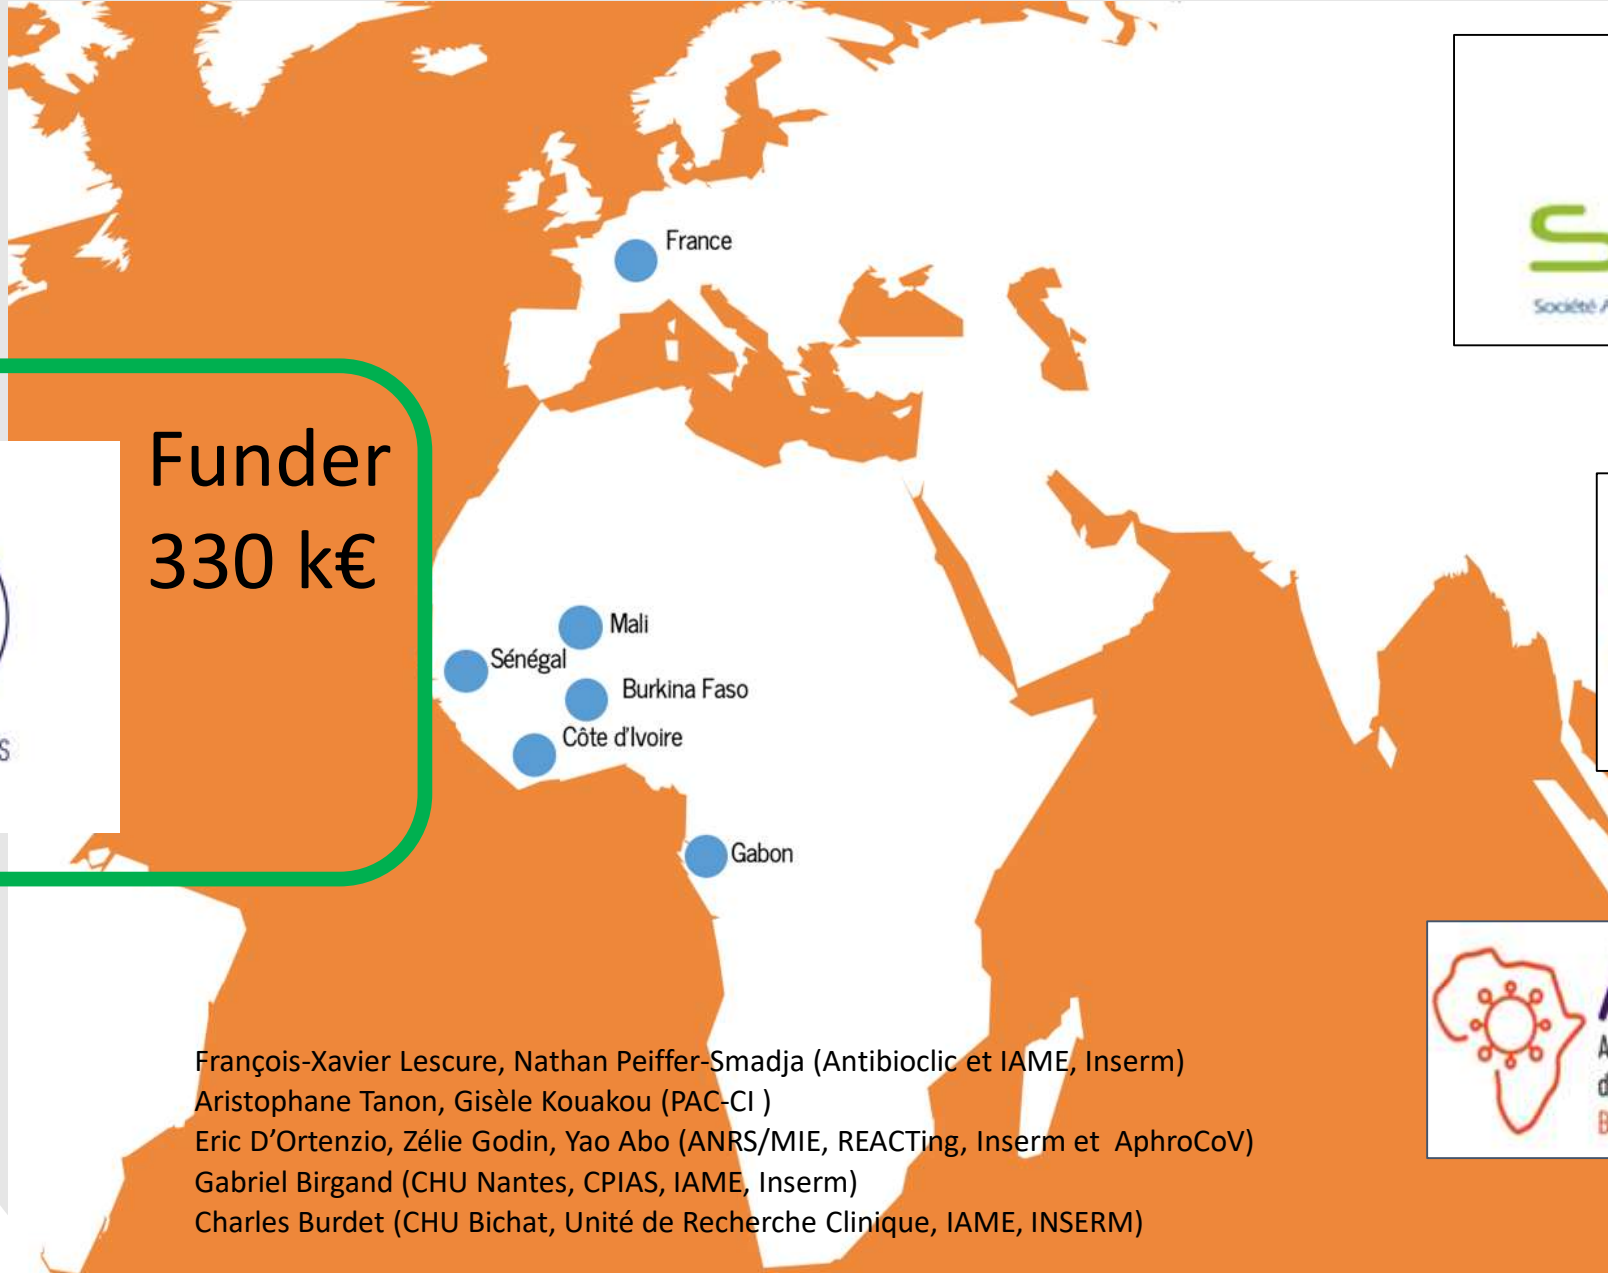 France
Société
Funder
330 k€
Mali
Sénégal
Burkina Faso
Côte d'Ivoire
Gabon
François-Xavier Lescure, Nathan Peiffer-Smadja (Antibioclic et IAME, Inserm)
Aristophane Tanon, Gisèle Kouakou (PAC-CI )
Eric D’Ortenzio, Zélie Godin, Yao Abo (ANRS/MIE, REACTing, Inserm et AphroCoV)
Gabriel Birgand (CHU Nantes, CPIAS, IAME, Inserm)
Charles Burdet (CHU Bichat, Unité de Recherche Clinique, IAME, INSERM)